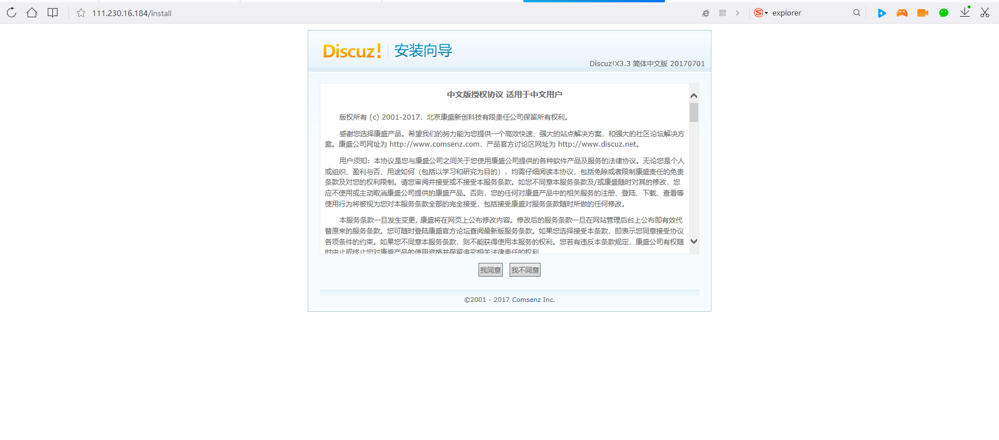 111.230.16.184/install
explorer
Discuz! 安装向导
Discuz!X3.3 简体中文版 20170701
中文版授权协议 适用于中文用户
版权所有 (c) 2001-2017，北京康盛新创科技有限责任公司保留所有权利。
感谢您选择康盛产品。希望我们的努力能为您提供一个高效快速、强大的站点解决方案，和强大的社区论坛解决方
案。康盛公司网址为 http://www.comsenz.com，产品官方讨论区网址为 http://www.discuz.net。
用户须知：本协议是您与康盛公司之间关于您使用康盛公司提供的各种软件产品及服务的法律协议。无论您是个人
或组织、盈利与否、用途如何（包括以学习和研究为目的），均需仔细阅读本协议，包括免除或者限制康盛责任的免责
条款及对您的权利限制。请您审阅并接受或不接受本服务条款。如您不同意本服务条款及/或康盛随时对其的修改，您
应不使用或主动取消康盛公司提供的康盛产品。否则，您的任何对康盛产品中的相关服务的注册、登陆、下载、查看等
使用行为将被视为您对本服务条款全部的完全接受，包括接受康盛对服务条款随时所做的任何修改。
本服务条款一旦发生变更, 康盛将在网页上公布修改内容。修改后的服务条款一旦在网站管理后台上公布即有效代
替原来的服务条款。您可随时登陆康盛官方论坛查阅最新版服务条款。如果您选择接受本条款，即表示您同意接受协议
各项条件的约束。如果您不同意本服务条款，则不能获得使用本服务的权利。您若有违反本条款规定，康盛公司有权随
时中止或终止您对康盛产品的使用资格并保留追究相关法律责任的权利
我同意 我不同意
©2001 - 2017 Comsenz Inc.